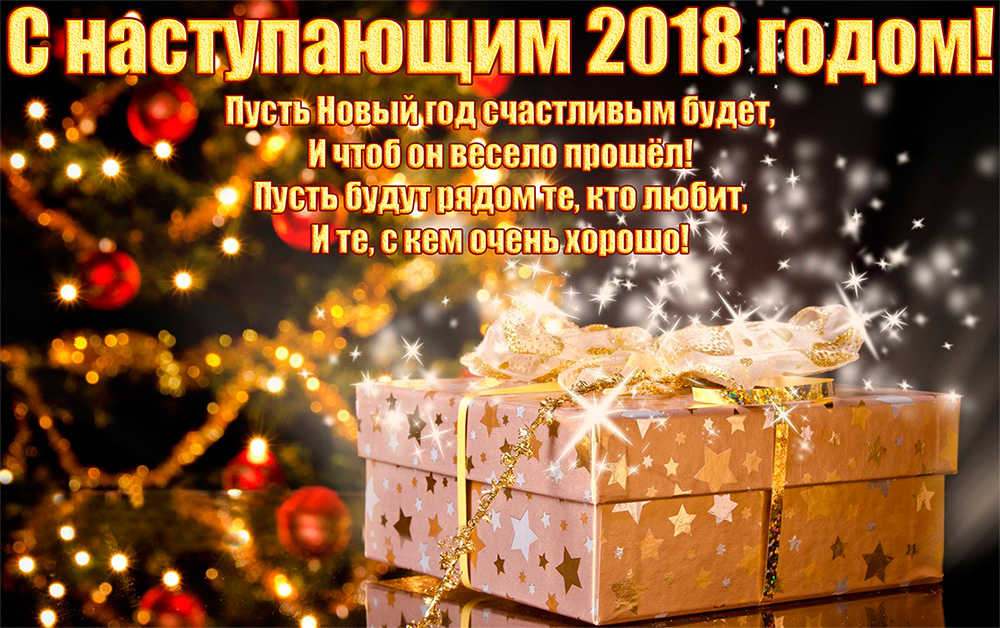 С наступающим 2018 годом!
Пусть Новый год счастливым будет,
И чтоб он весело прошёл!
Пусть будут рядом те, кто любит,
И те, с кем очень хорошо!